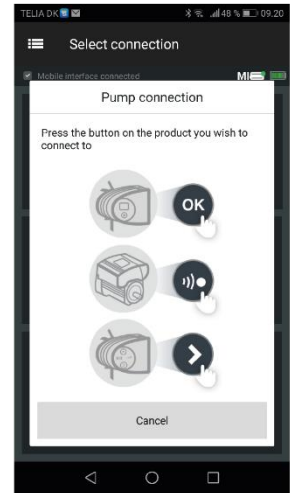 TELIA DK 48 % 09.20
Select connection
Mobile interface connected MI
Pump connection
Press the button on the product you wish to
connect to
OK
Cancel